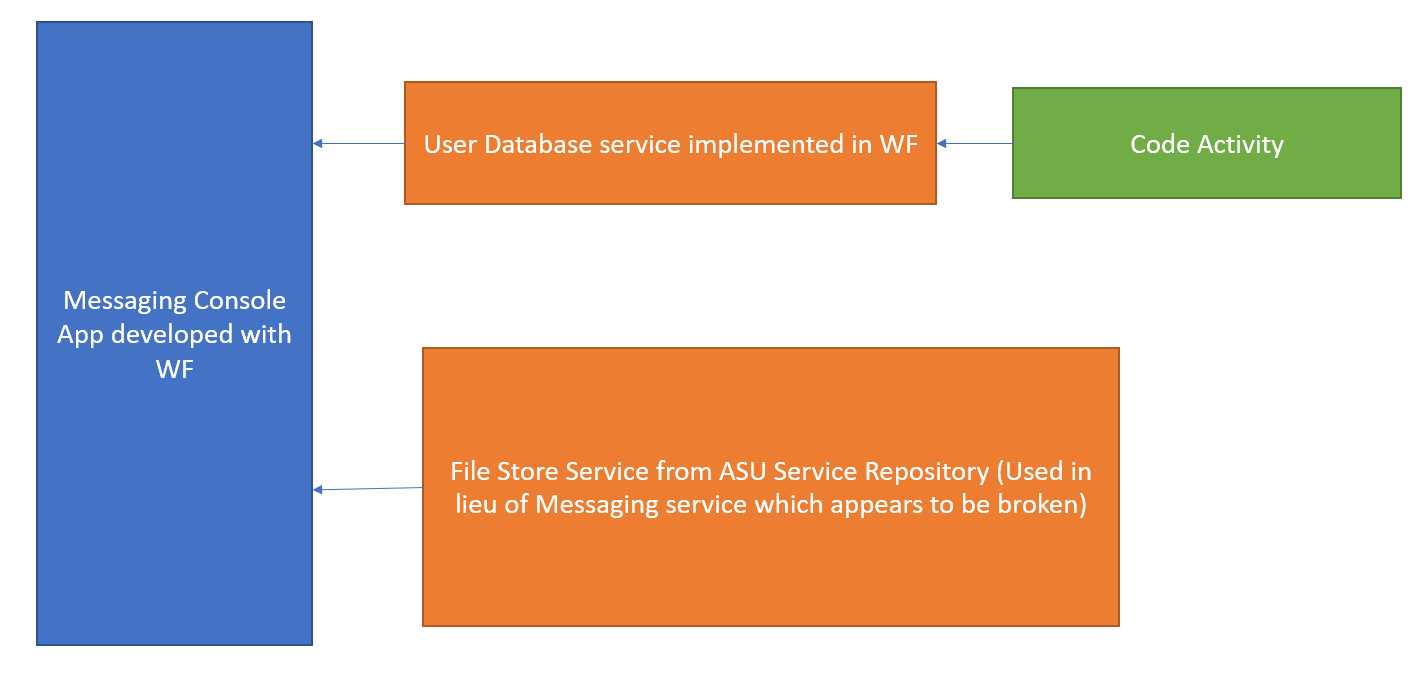 User Database service implemented in WF
Code Activity
Messaging Console
App developed with
WF
File Store Service from ASU Service Repository (Used in
lieu of Messaging service which appears to be broken)